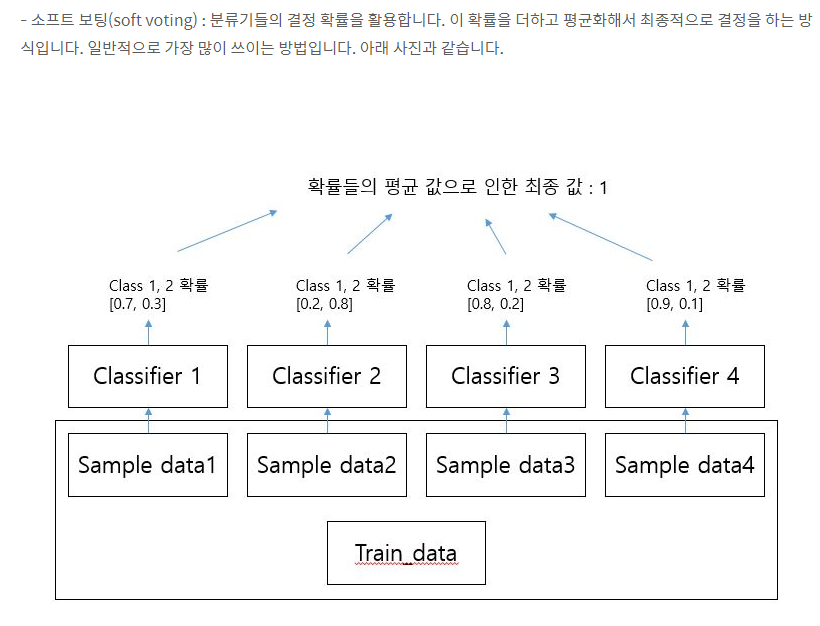 - 소프트 보팅(soft voting) : 분류기들의 결정 확률을 활용합니다. 이 확률을 더하고 평균화해서 최종적으로 결정을 하는 방
식입니다. 일반적으로 가장 많이 쓰이는 방법입니다. 아래 사진과 같습니다.
확률들의 평균 값으로 인한 최종 값 : 1
Class 1, 2 확률
[0.7, 0.3]
Class 1, 2 확률
[0.2, 0.8]
Class 1, 2 확률
[0.8, 0.2]
Class 1, 2 확률
[0.9, 0.1]
Classifier 1
Classifier 2
Classifier 3
Classifier 4
Sample data1
Sample data2
Sample data3
Sample data4
Train_data